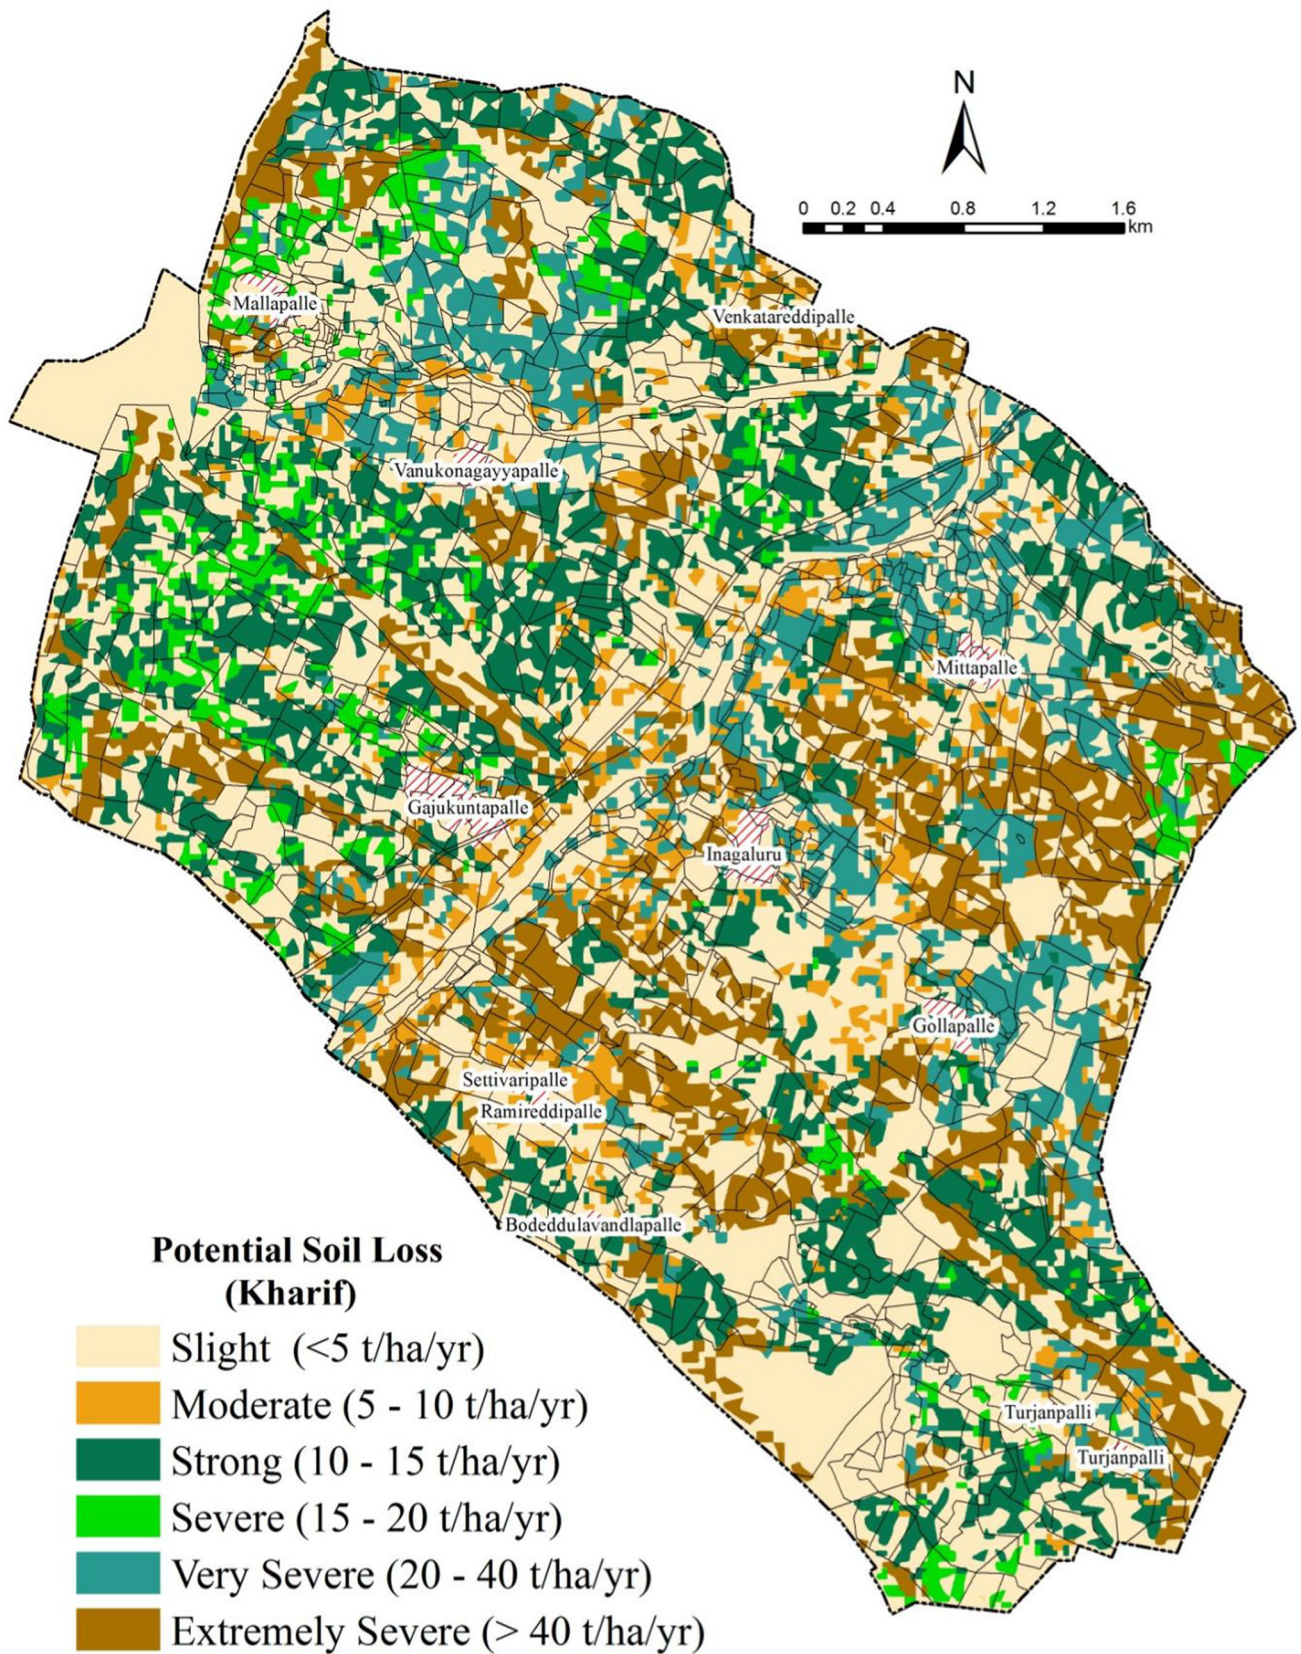 N
0 0.2 0.4 0.8 1.2 1.6
km
Mallapalle
Venkatareddipalle
Vanukonagayyapalle
Mittapalle
Gajukuntapalle
Inagaluru
Gollapalle
Settivaripalle
Ramireddipalle
Bodeddulavandlapalle
Turjanpalli
Turjanpalli
Potential Soil Loss
(Kharif)
Slight (<5 t/ha/yr)
Moderate (5 - 10 t/ha/yr)
Strong (10 - 15 t/ha/yr)
Severe (15 - 20 t/ha/yr)
Very Severe (20 - 40 t/ha/yr)
Extremely Severe (> 40 t/ha/yr)